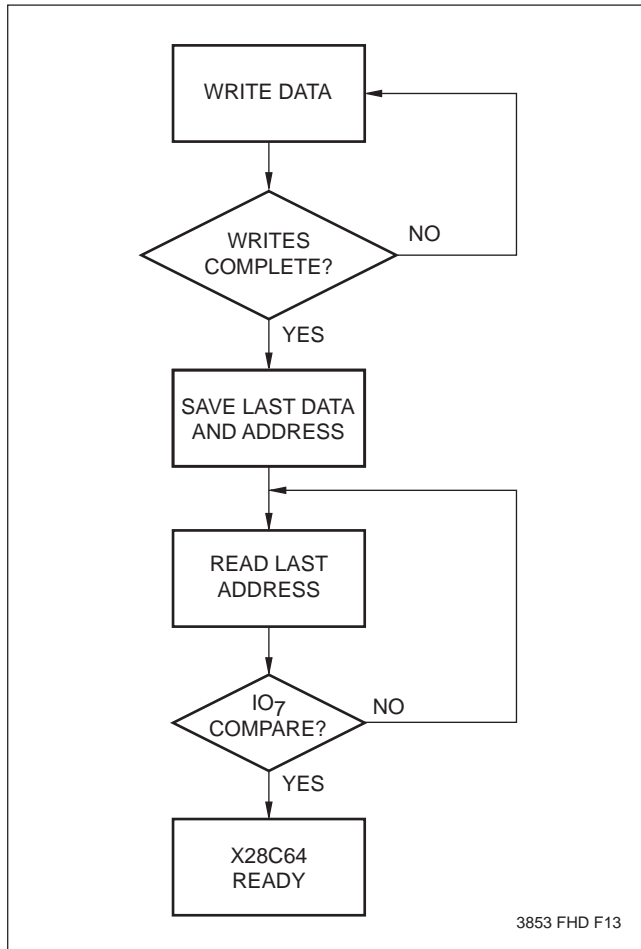 WRITE DATA
WRITES
COMPLETE?
NO
YES
SAVE LAST DATA
AND ADDRESS
READ LAST
ADDRESS
IO7
COMPARE?
NO
YES
X28C64
READY
3853 FHD F13